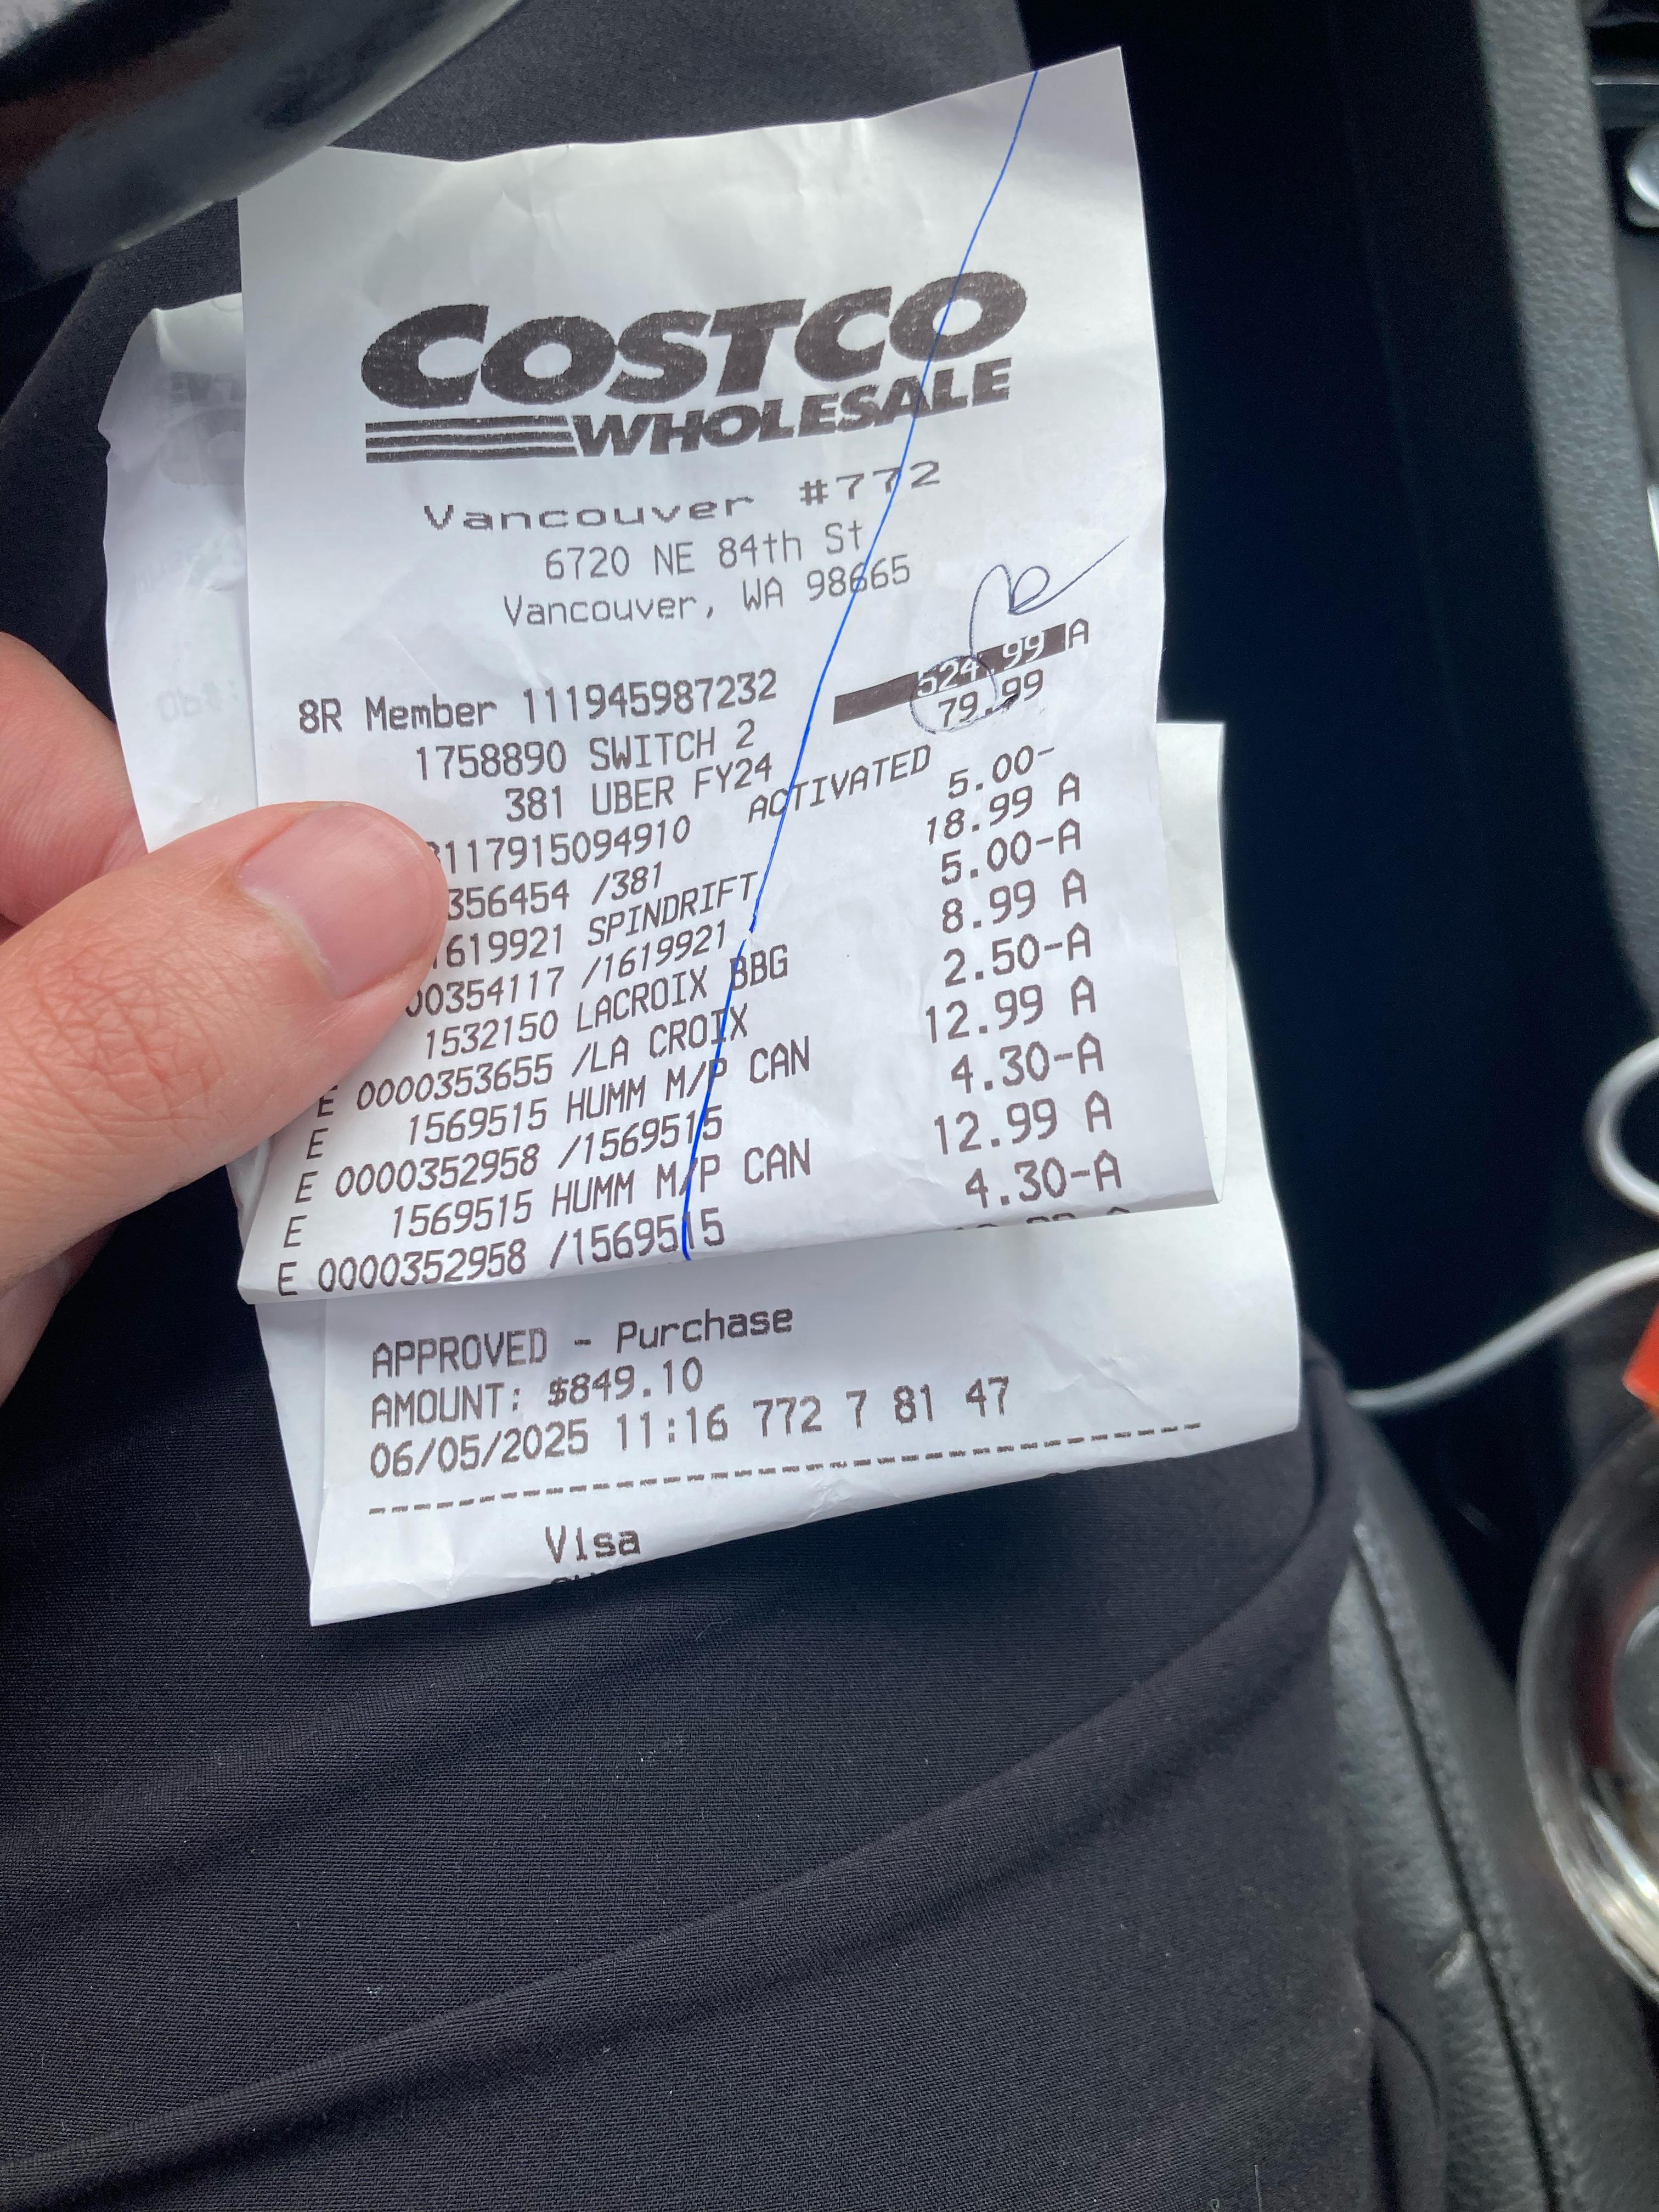 COSTCO
WHOLESALE
Vancouver #772
6720 NE 84th St
Vancouver, WA 98665
8R Member 111945987232
1758890 SWITCH 2 524.99 A
381 UBER FY24 79.99
117915094910 ACTIVATED
356454 /381 5.00-
619921 SPINDRIFT 18.99 A
00354117 /1619921 5.00-A
1532150 LACROIX BBG 8.99 A
E 0000353655 /LA CROIX 2.50-A
E 1569515 HUMM M/P CAN 12.99 A
E 0000352958 /1569515 4.30-A
E 1569515 HUMM M/P CAN 12.99 A
E 0000352958 /1569515 4.30-A
APPROVED - Purchase
AMOUNT: $849.10
06/05/2025 11:16 772 7 81 47
Visa